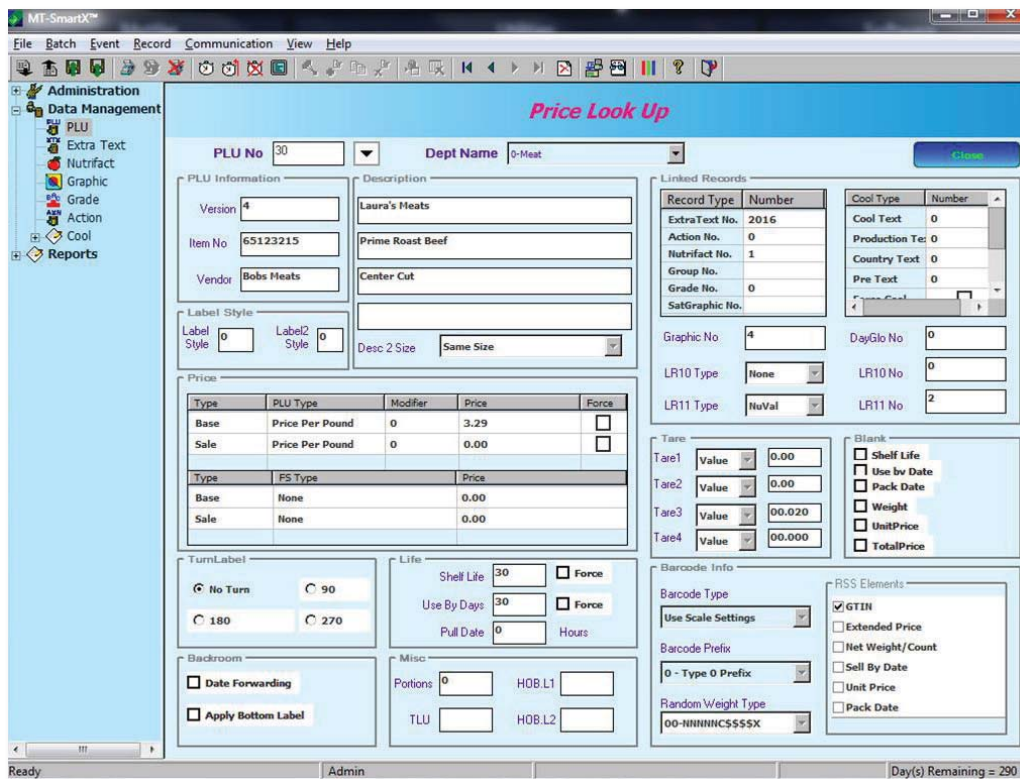 MT-SmartX™
File Batch Event Record Communication View Help
Administration
Data Management
PLU
Extra Text
Nutrifact
Graphic
Grade
Action
Cool
Reports
Price Look Up
PLU No 30 Dept Name 0-Meat Close
PLU Information
Version 4
Item No 65123215
Vendor Bobs Meats
Description
Laura's Meats
Prime Roast Beef
Center Cut
Desc 2 Size Same Size
Label Style
Label Style 0 Label2 Style 0
Linked Records
Record Type Number
ExtraText No. 2016
Action No. 0
Nutrifact No. 1
Group No.
Grade No. 0
SatGraphic No.
Cool Type Number
Cool Text 0
Production Te: 0
Country Text 0
Pre Text 0
Graphic No 4 DayGlo No 0
LR10 Type None LR10 No 0
LR11 Type NuVal LR11 No 2
Price
Type PLU Type Modifier Price Force
Base Price Per Pound 0 3.29
Sale Price Per Pound 0 0.00
Type FS Type Price
Base None 0.00
Sale None 0.00
Tare
Tare1 Value 0.00
Tare2 Value 0.00
Tare3 Value 00.020
Tare4 Value 00.000
Blank
Shelf Life
Use by Date
Pack Date
Weight
UnitPrice
TotalPrice
TurnLabel
No Turn 90
180 270
Life
Shelf Life 30 Force
Use By Days 30 Force
Pull Date 0 Hours
Backroom
Date Forwarding
Apply Bottom Label
Misc
Portions 0 HOB.L1
TLU HOB.L2
Barcode Info
Barcode Type
Use Scale Settings
Barcode Prefix
0 - Type 0 Prefix
Random Weight Type
00-NNNNNC$$$$X
RSS Elements
GTIN
Extended Price
Net Weight/Count
Sell By Date
Unit Price
Pack Date
Ready Admin Day(s) Remaining = 290